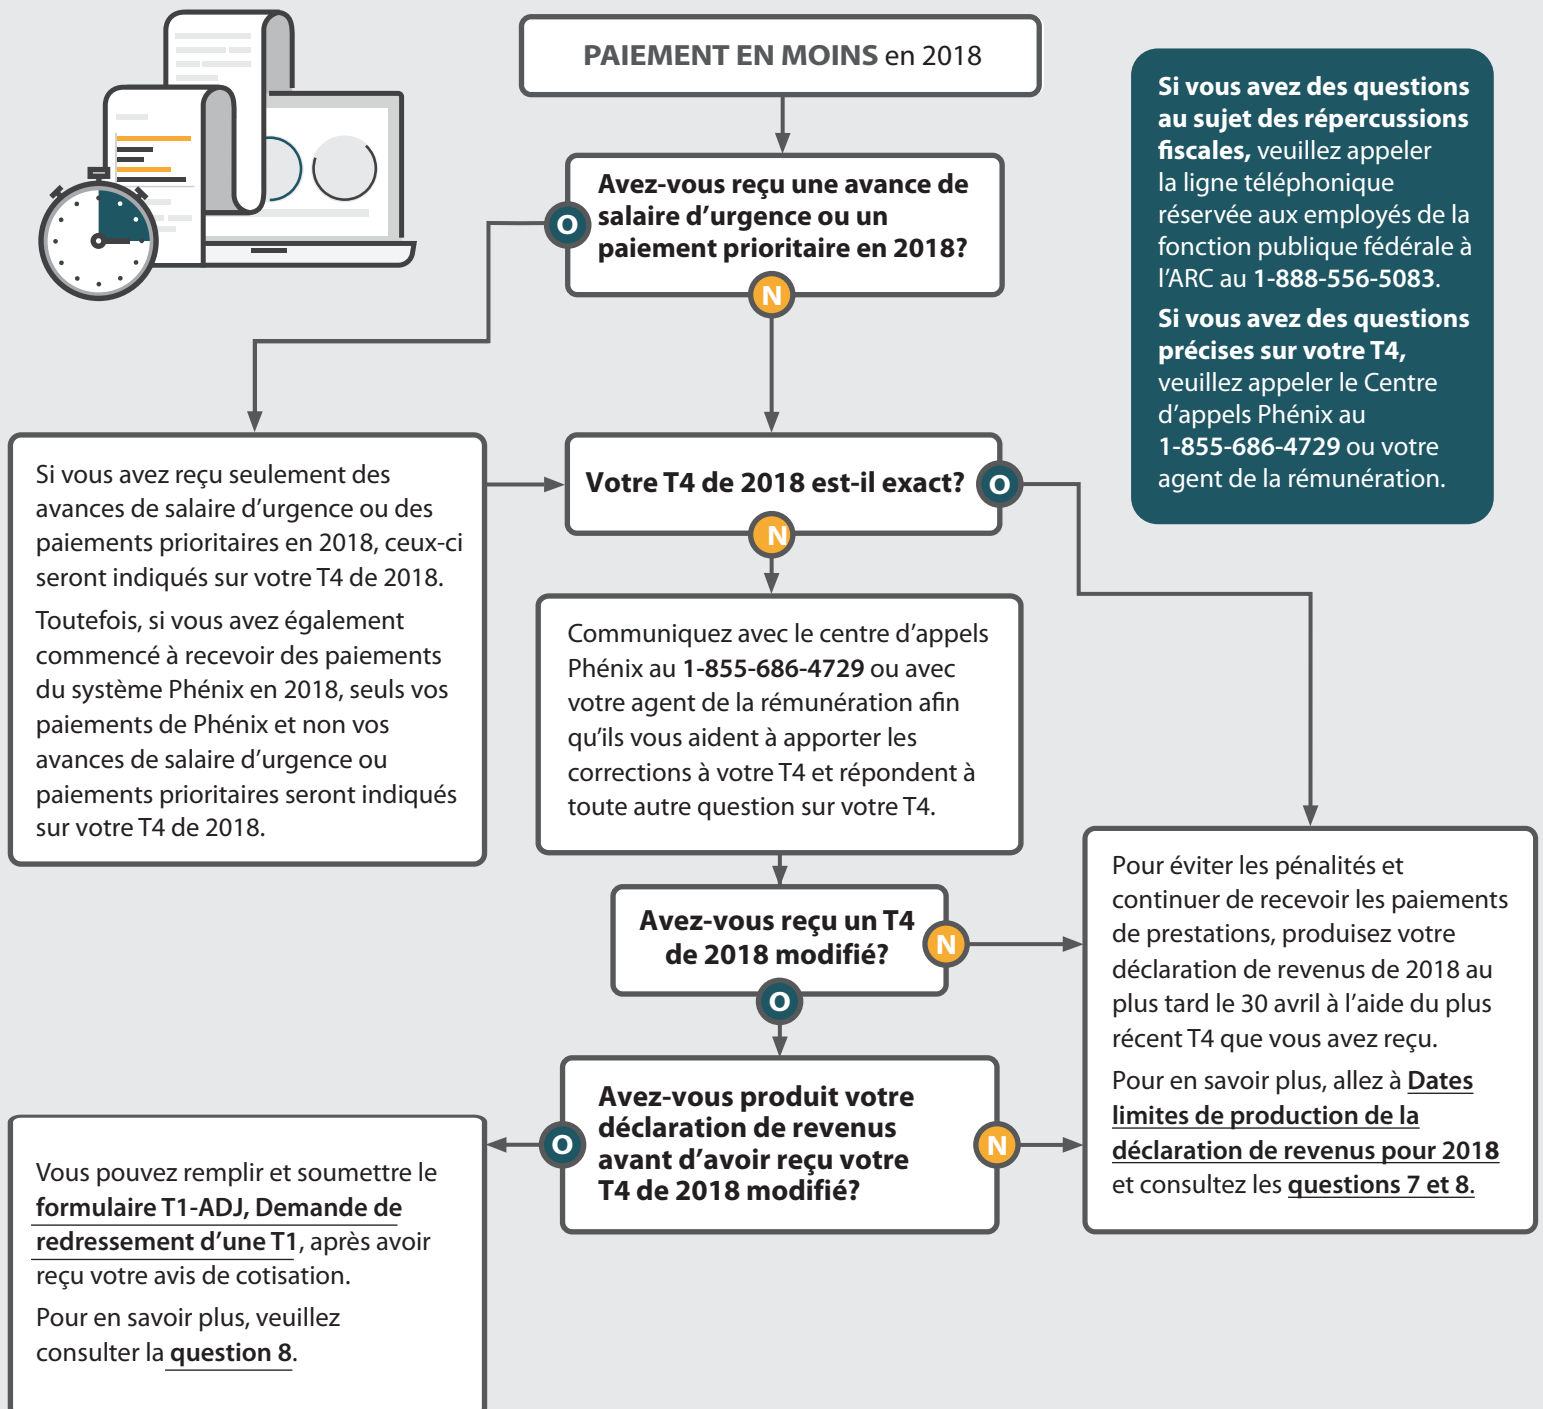 PAIEMENT EN MOINS en 2018
Avez-vous reçu une avance de
salaire d’urgence ou un
paiement prioritaire en 2018?
O
N
Si vous avez des questions
au sujet des répercussions
fiscales, veuillez appeler
la ligne téléphonique
réservée aux employés de la
fonction publique fédérale à
l’ARC au 1-888-556-5083.
Si vous avez des questions
précises sur votre T4,
veuillez appeler le Centre
d’appels Phénix au
1-855-686-4729 ou votre
agent de la rémunération.
Si vous avez reçu seulement des
avances de salaire d’urgence ou des
paiements prioritaires en 2018, ceux-ci
seront indiqués sur votre T4 de 2018.
Toutefois, si vous avez également
commencé à recevoir des paiements
du système Phénix en 2018, seuls vos
paiements de Phénix et non vos
avances de salaire d’urgence ou
paiements prioritaires seront indiqués
sur votre T4 de 2018.
Votre T4 de 2018 est-il exact?
O
N
Communiquez avec le centre d’appels
Phénix au 1-855-686-4729 ou avec
votre agent de la rémunération afin
qu’ils vous aident à apporter les
corrections à votre T4 et répondent à
toute autre question sur votre T4.
Avez-vous reçu un T4
de 2018 modifié?
N
O
Pour éviter les pénalités et
continuer de recevoir les paiements
de prestations, produisez votre
déclaration de revenus de 2018 au
plus tard le 30 avril à l’aide du plus
récent T4 que vous avez reçu.
Pour en savoir plus, allez à Dates
limites de production de la
déclaration de revenus pour 2018
et consultez les questions 7 et 8.
Avez-vous produit votre
déclaration de revenus
avant d’avoir reçu votre
T4 de 2018 modifié?
O
N
Vous pouvez remplir et soumettre le
formulaire T1-ADJ, Demande de
redressement d’une T1, après avoir
reçu votre avis de cotisation.
Pour en savoir plus, veuillez
consulter la question 8.